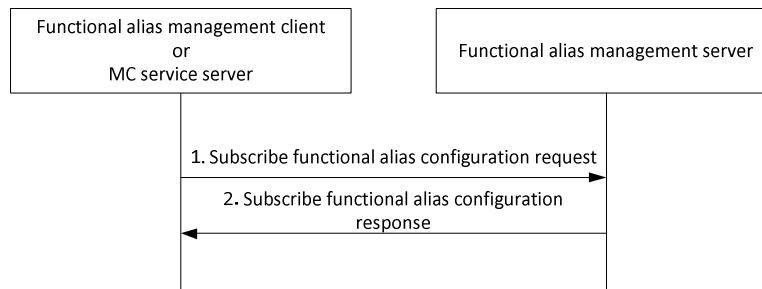 Functional alias management client
or
MC service server
Functional alias management server
1. Subscribe functional alias configuration request
2. Subscribe functional alias configuration
response